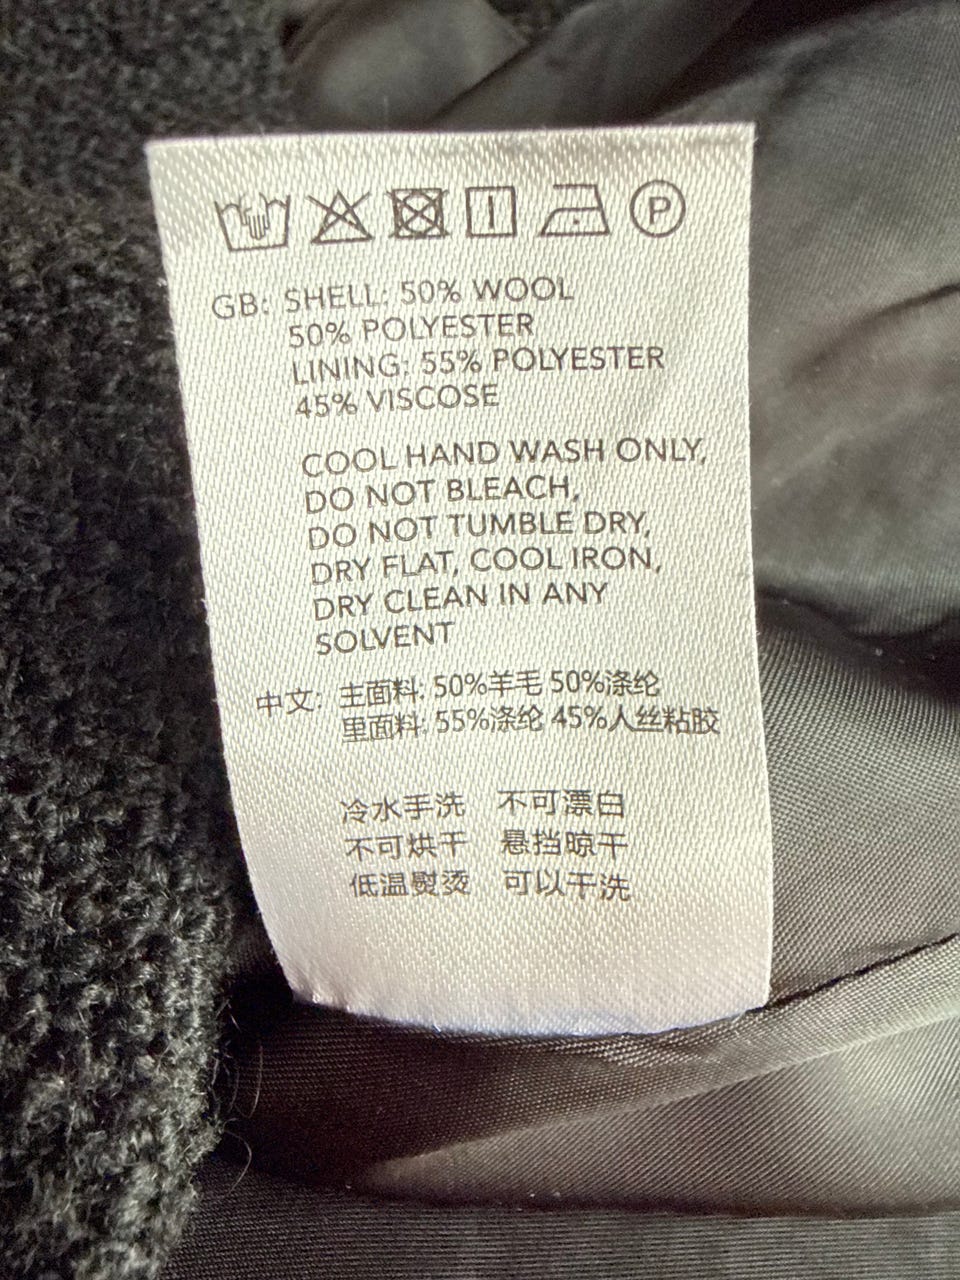 P
GB: SHELL: 50% WOOL
50% POLYESTER
LINING: 55% POLYESTER
45% VISCOSE
COOL HAND WASH ONLY,
DO NOT BLEACH,
DO NOT TUMBLE DRY,
DRY FLAT, COOL IRON,
DRY CLEAN IN ANY
SOLVENT
中文: 主面料: 50%羊毛 50%涤纶
里面料: 55%涤纶 45%人丝粘胶
冷水手洗 不可漂白
不可烘干 悬挡晾干
低温熨烫 可以干洗